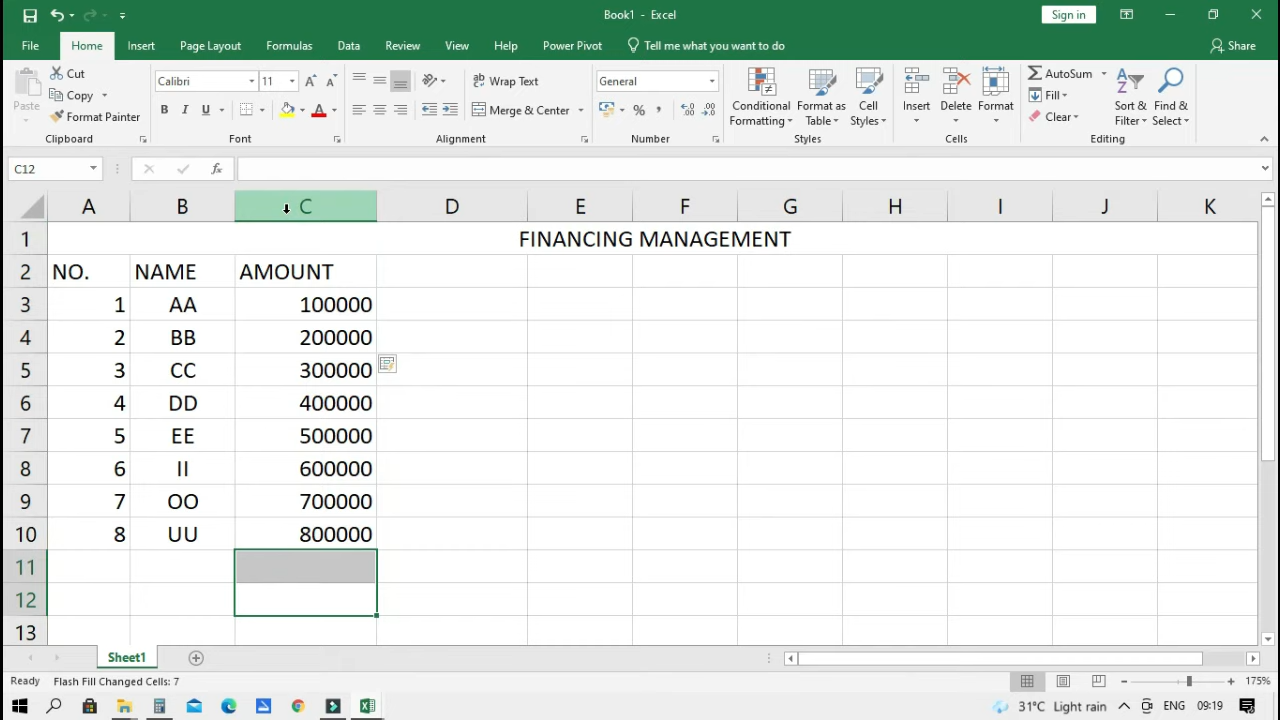 Book1 - Excel
Sign in
File Home Insert Page Layout Formulas Data Review View Help Power Pivot Tell me what you want to do Share
Paste
Cut
Copy
Format Painter
Clipboard
Calibri 11
B I U
Font
Wrap Text
Merge & Center
Alignment
General
Number
Conditional Formatting
Format as Table
Cell Styles
Styles
Insert
Delete
Format
Cells
AutoSum
Fill
Clear
Sort & Filter
Find & Select
Editing
C12 fx
A B C D E F G H I J K
1 FINANCING MANAGEMENT
2 NO. NAME AMOUNT
3 1 AA 100000
4 2 BB 200000
5 3 CC 300000
6 4 DD 400000
7 5 EE 500000
8 6 II 600000
9 7 OO 700000
10 8 UU 800000
11
12
13
Sheet1
Ready Flash Fill Changed Cells: 7 175%
31°C Light rain ENG 09:19